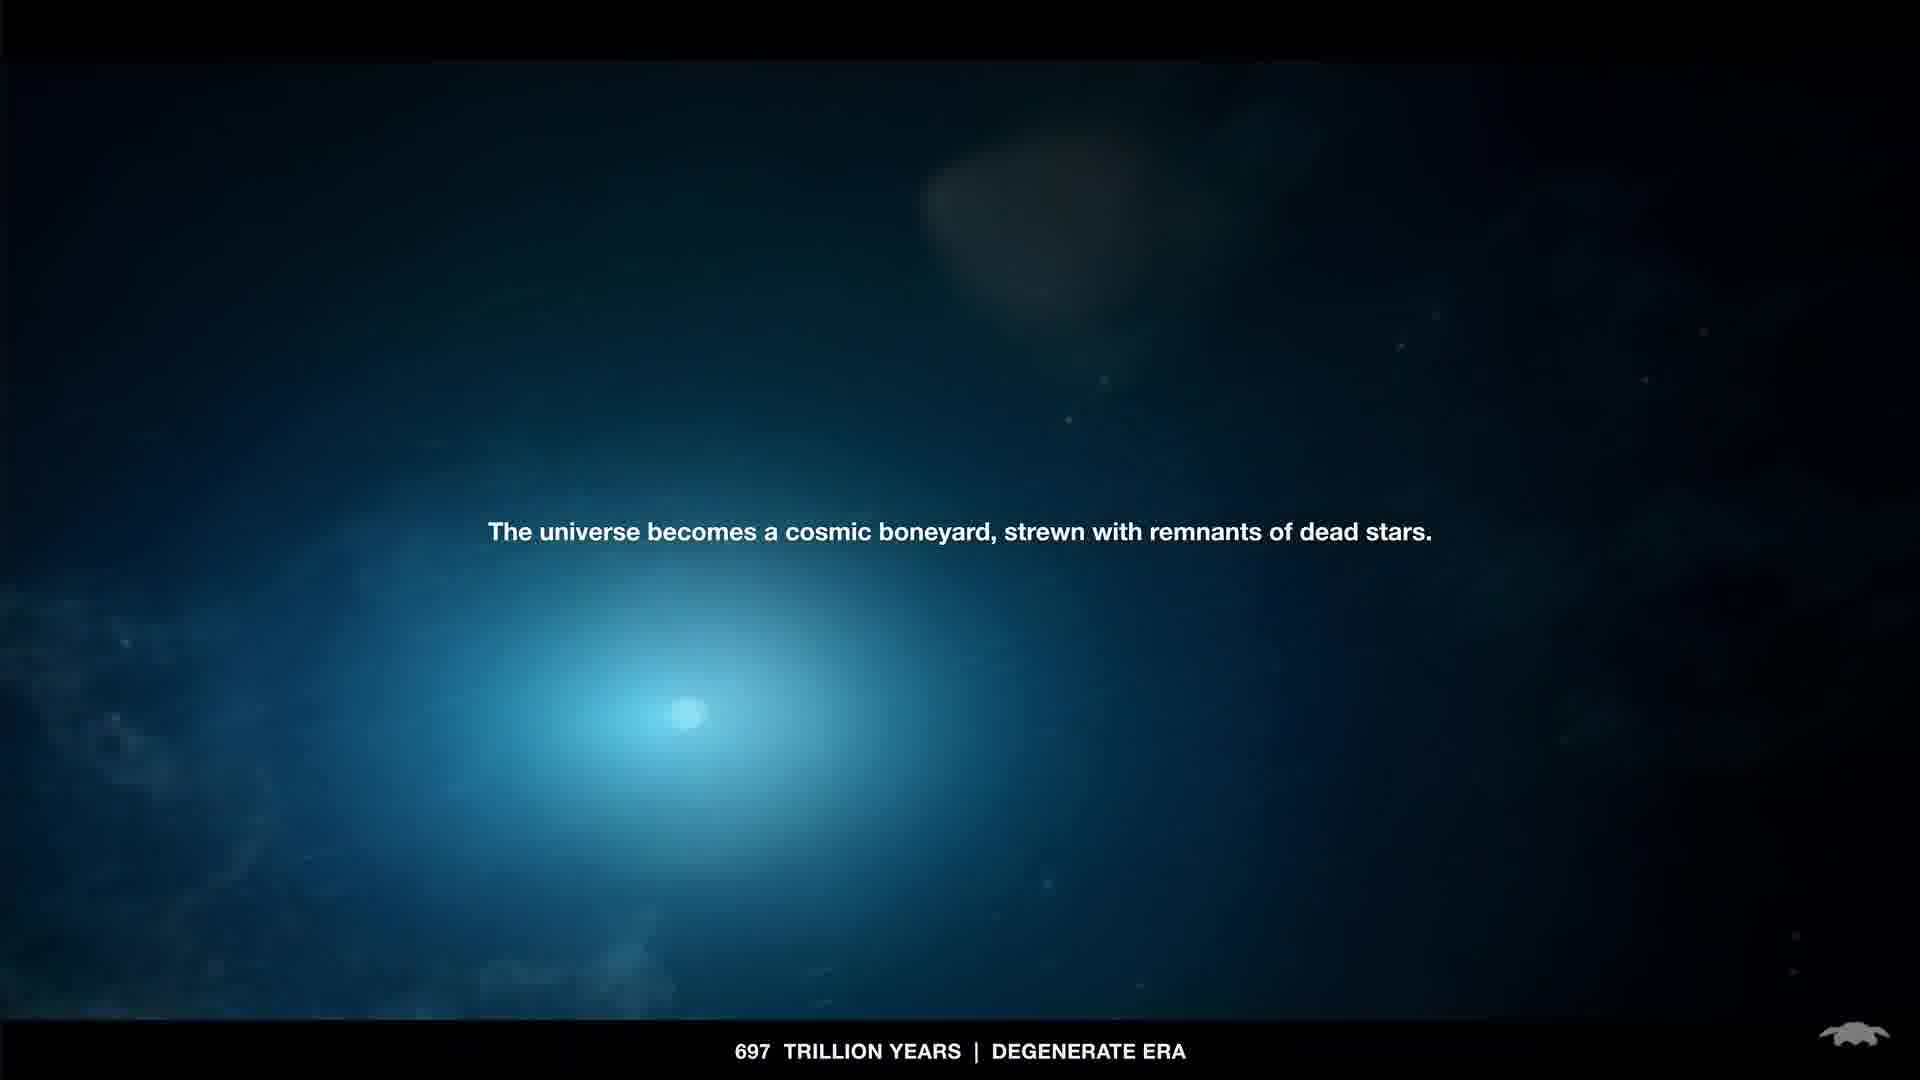 The universe becomes a cosmic boneyard, strewn with remnants of dead stars.
697 TRILLION YEARS | DEGENERATE ERA